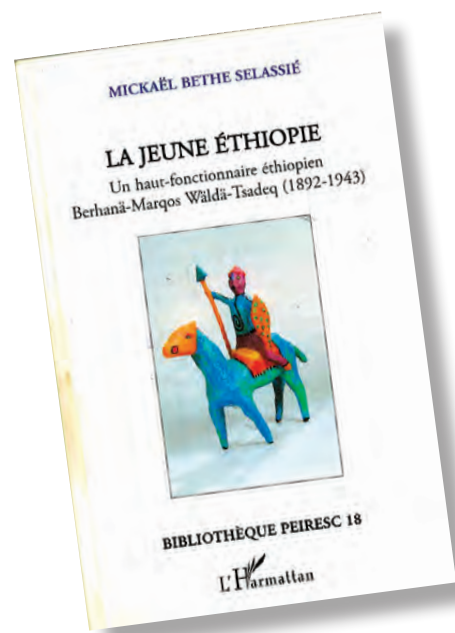 MICKAËL BETHE SELASSIÉ
LA JEUNE ÉTHIOPIE
Un haut-fonctionnaire éthiopien
Berhanä-Marqos Wäldä-Tsadeq (1892-1943)
BIBLIOTHÈQUE PEIRESC 18
L'Harmattan